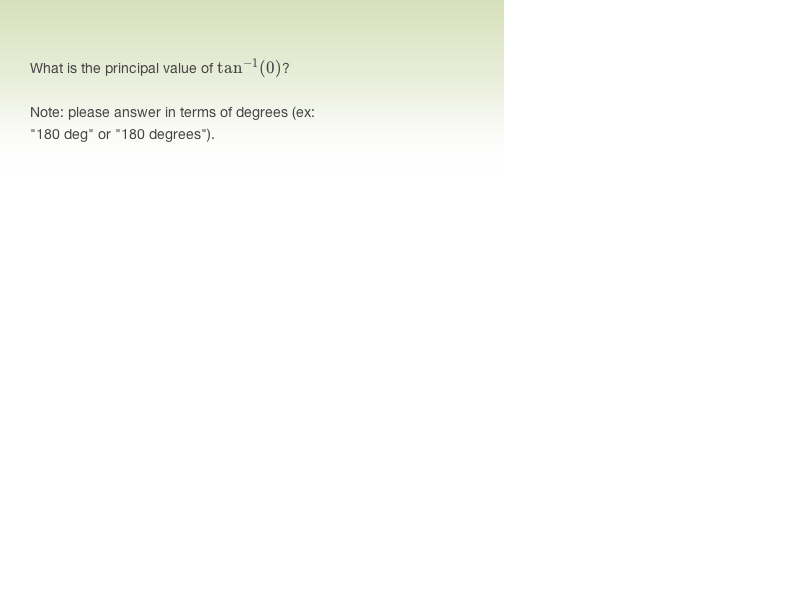 What is the principal value of tan⁻¹(0)?
Note: please answer in terms of degrees (ex:
"180 deg" or "180 degrees").